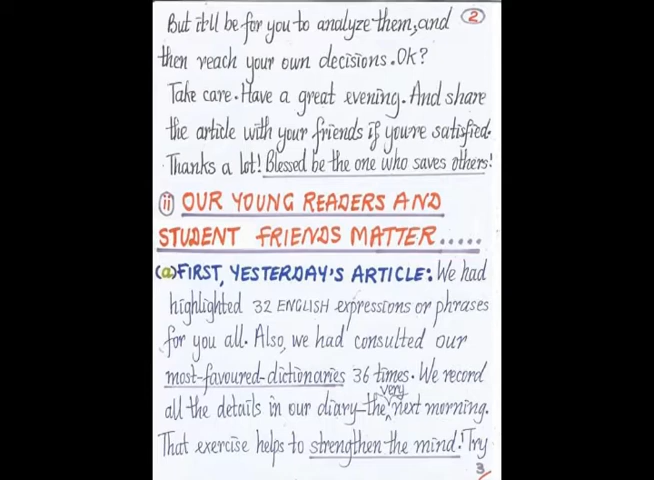 But it'll be for you to analyze them, and ②
then reach your own decisions. Ok?
Take care. Have a great evening. And share
the article with your friends if you're satisfied.
Thanks a lot! Blessed be the one who saves others!
(ii) OUR YOUNG READERS AND
STUDENT FRIENDS MATTER.....
(a) FIRST, YESTERDAY'S ARTICLE: We had
highlighted 32 ENGLISH expressions or phrases
for you all. Also, we had consulted our
most-favoured-dictionaries 36 times. We record
all the details in our diary-the very next morning.
That exercise helps to strengthen the mind! Try
3/